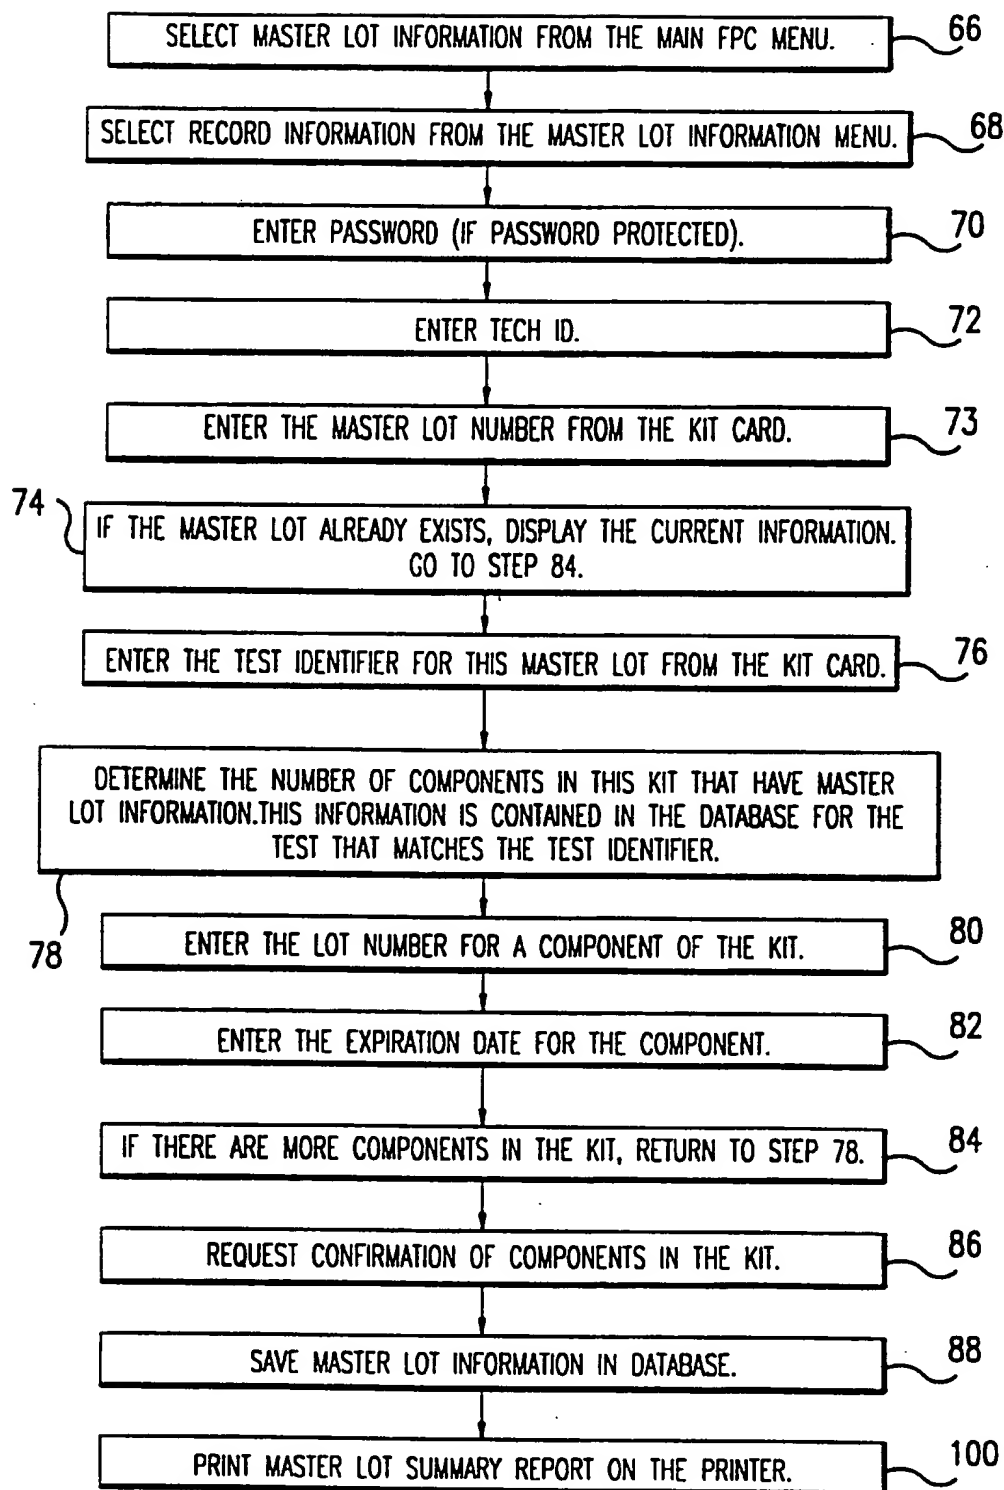 SELECT MASTER LOT INFORMATION FROM THE MAIN FPC MENU.
66
SELECT RECORD INFORMATION FROM THE MASTER LOT INFORMATION MENU.
68
ENTER PASSWORD (IF PASSWORD PROTECTED).
70
ENTER TECH ID.
72
ENTER THE MASTER LOT NUMBER FROM THE KIT CARD.
73
74
IF THE MASTER LOT ALREADY EXISTS, DISPLAY THE CURRENT INFORMATION.
GO TO STEP 84.
ENTER THE TEST IDENTIFIER FOR THIS MASTER LOT FROM THE KIT CARD.
76
DETERMINE THE NUMBER OF COMPONENTS IN THIS KIT THAT HAVE MASTER
LOT INFORMATION.THIS INFORMATION IS CONTAINED IN THE DATABASE FOR THE
TEST THAT MATCHES THE TEST IDENTIFIER.
78
ENTER THE LOT NUMBER FOR A COMPONENT OF THE KIT.
80
ENTER THE EXPIRATION DATE FOR THE COMPONENT.
82
IF THERE ARE MORE COMPONENTS IN THE KIT, RETURN TO STEP 78.
84
REQUEST CONFIRMATION OF COMPONENTS IN THE KIT.
86
SAVE MASTER LOT INFORMATION IN DATABASE.
88
PRINT MASTER LOT SUMMARY REPORT ON THE PRINTER.
100